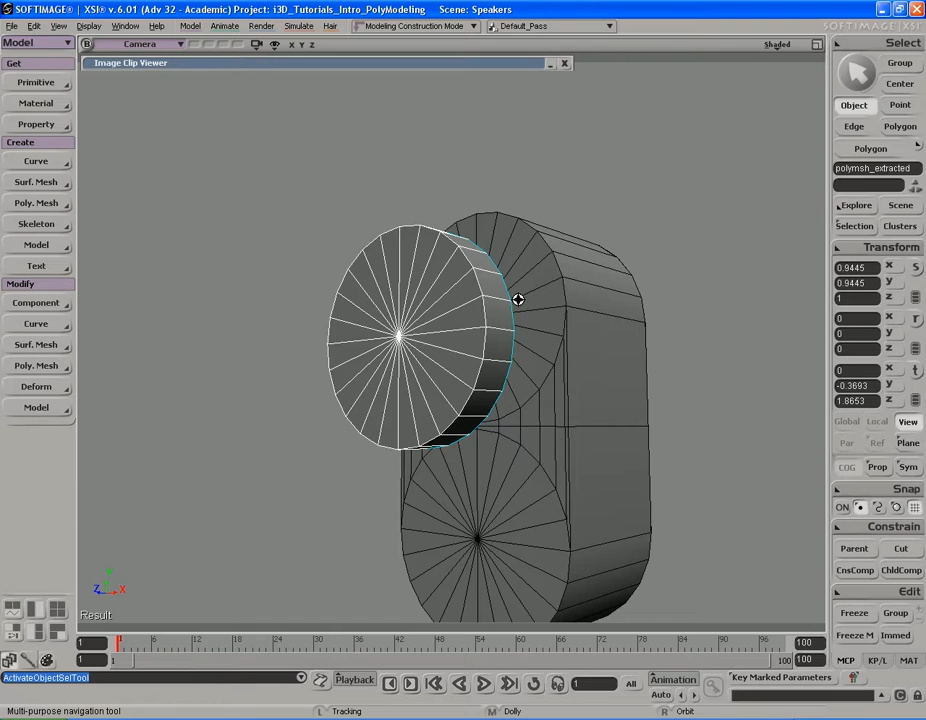 SOFTIMAGE® | XSI® v.6.01 (Adv 32 - Academic) Project: i3D_Tutorials_Intro_PolyModeling    Scene: Speakers
File Edit View Display Window Model Animate Render Simulate Hair Modeling Construction Mode Default_Pass SOFTIMAGE|XSI
Model B Camera X Y Z Shaded Select
Get Image Clip Viewer Group
Primitive Center
Material Object Point
Property Edge Polygon
Create Polygon
Curve polymsh_extracted
Surf. Mesh
Poly. Mesh Explore Scene
Skeleton Selection Clusters
Model Transform
Text 0.9445 x s
Modify 0.9445 y
Component 1 z
Curve 0 x r
Surf. Mesh 0 y
Poly. Mesh 0 z
Deform 0 x t
Model -0.3693 y
1.8653 z
Global Local View
Par Ref Plane
COG Prop Sym
Snap
ON
Constrain
Parent Cut
CnsComp ChldComp
Edit
Y Z X
Result
Freeze Group
Freeze M Immed
1 1 6 12 18 24 30 36 42 48 54 60 66 72 78 84 90 96 100
1 1 100 100 MCP KP/L MAT
ActivateObjectSelTool Playback 1 All Animation Key Marked Parameters
Auto
Multi-purpose navigation tool L Tracking M Dolly R Orbit